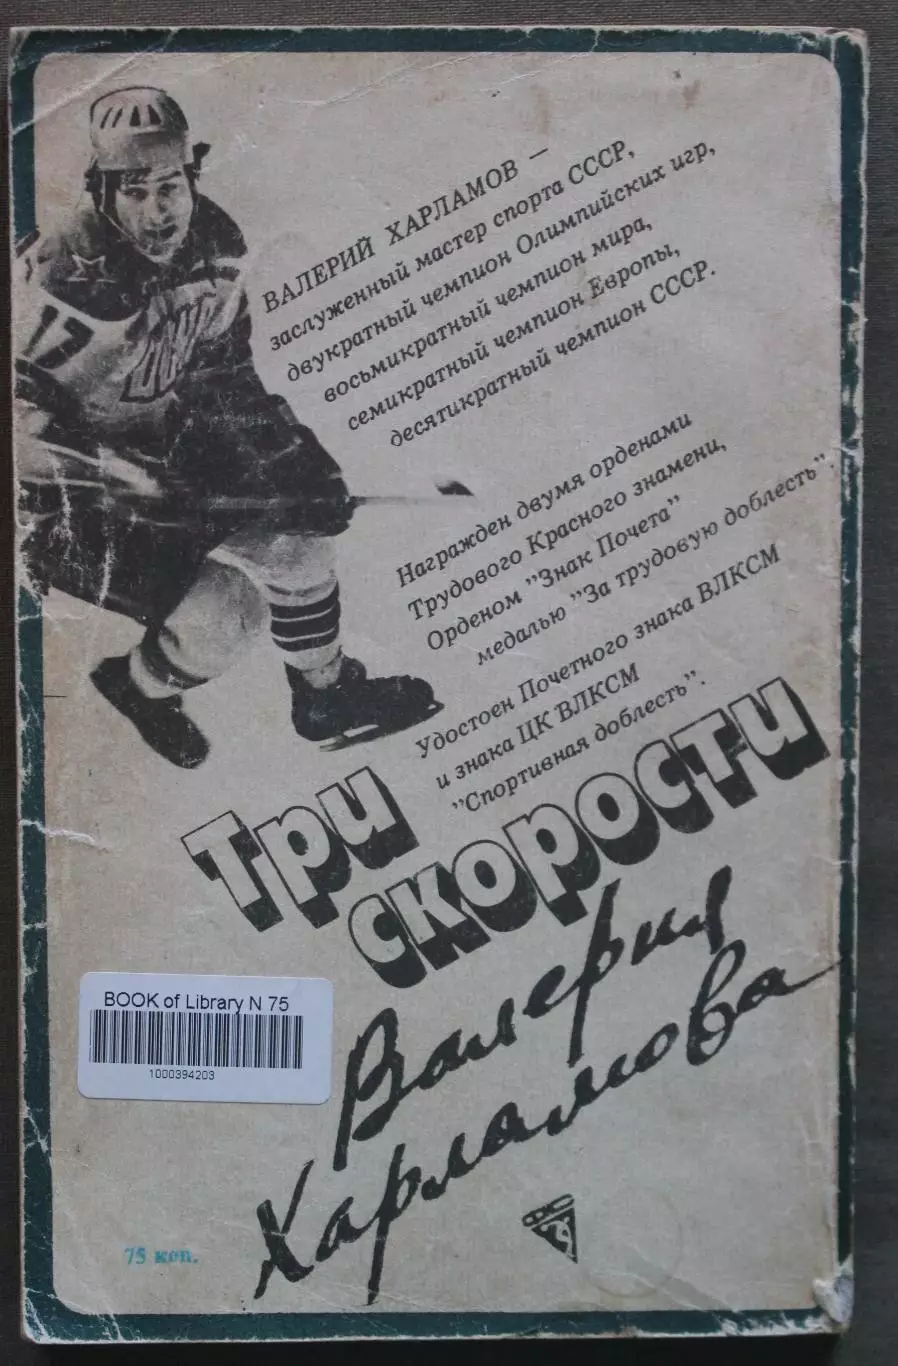 ВАЛЕРИЙ ХАРЛАМОВ –
заслуженный мастер спорта СССР,
двукратный чемпион Олимпийских игр,
восьмикратный чемпион мира,
семикратный чемпион Европы,
десятикратный чемпион СССР.
Награжден двумя орденами
Трудового Красного знамени,
Орденом "Знак Почета"
медалью "За трудовую доблесть".
Удостоен Почетного знака ВЛКСМ
и знака ЦК ВЛКСМ
"Спортивная доблесть".
17
Три
скорости
Валерия
Харламова
BOOK of Library N 75
1000394203
ФиС
75 коп.